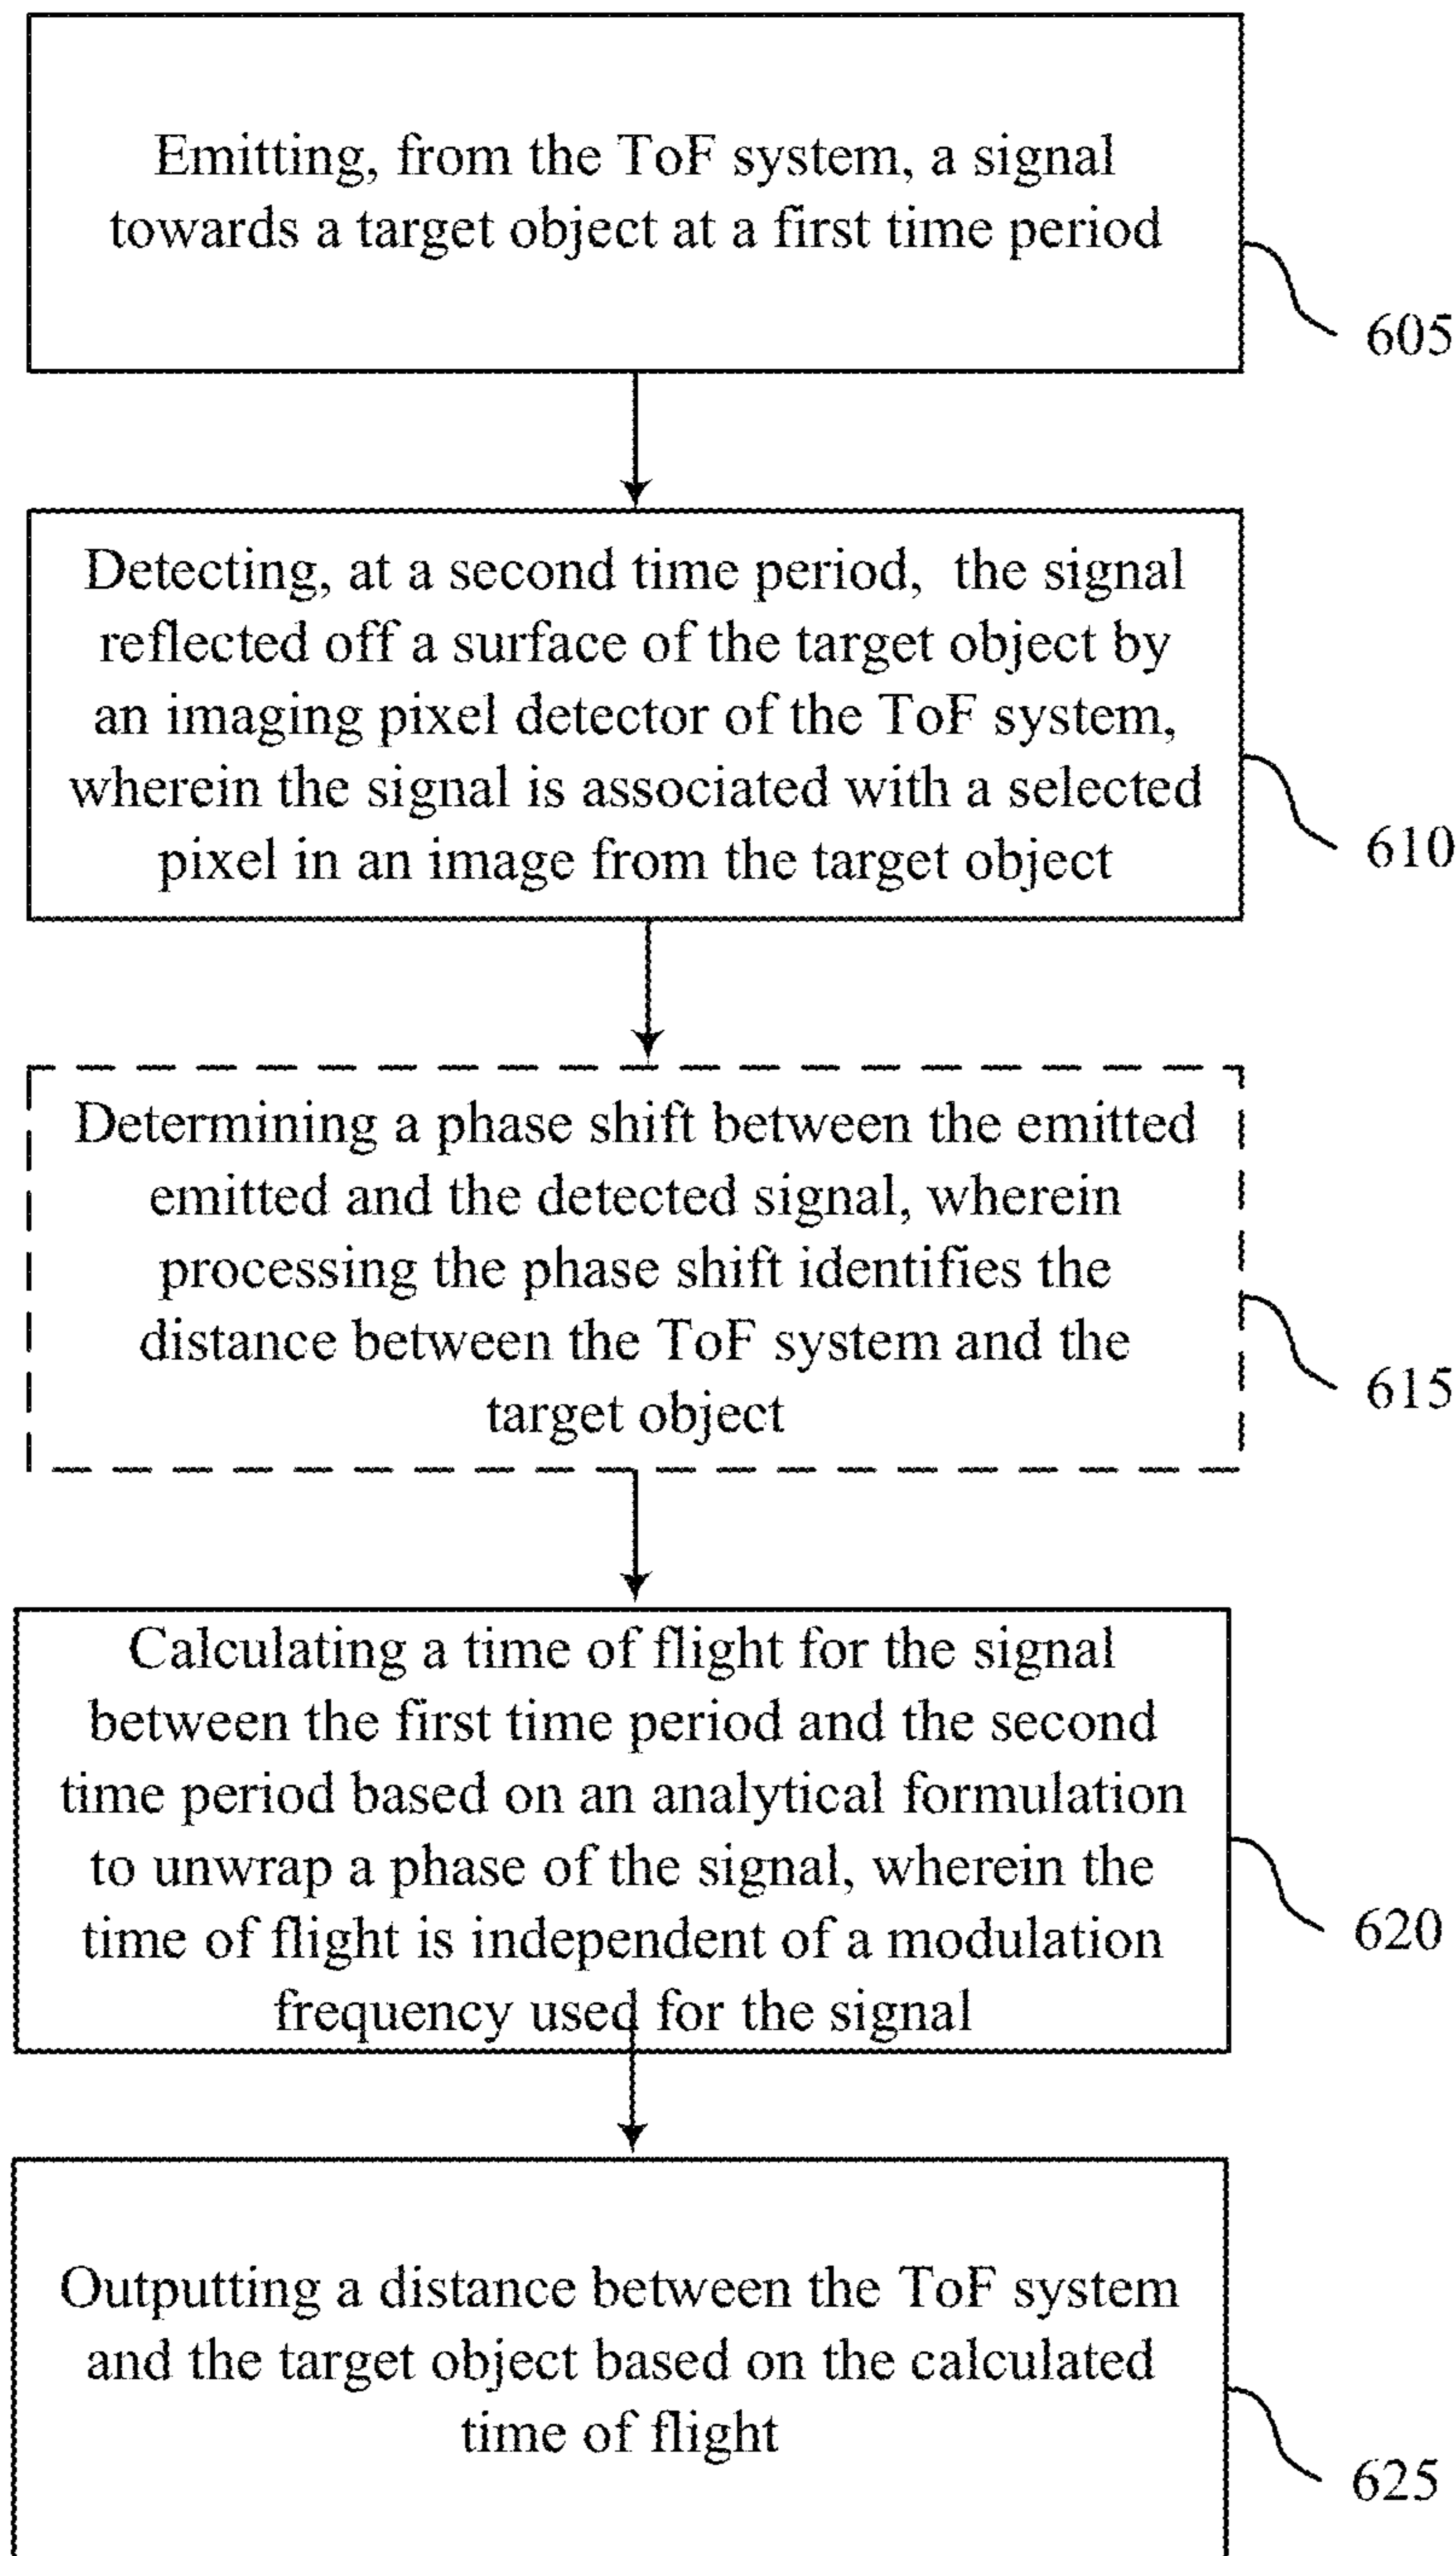 Emitting, from the ToF system, a signal
towards a target object at a first time period
605
Detecting, at a second time period, the signal
reflected off a surface of the target object by
an imaging pixel detector of the ToF system,
wherein the signal is associated with a selected
pixel in an image from the target object
610
Determining a phase shift between the emitted
emitted and the detected signal, wherein
processing the phase shift identifies the
distance between the ToF system and the
target object
615
Calculating a time of flight for the signal
between the first time period and the second
time period based on an analytical formulation
to unwrap a phase of the signal, wherein the
time of flight is independent of a modulation
frequency used for the signal
620
Outputting a distance between the ToF system
and the target object based on the calculated
time of flight
625